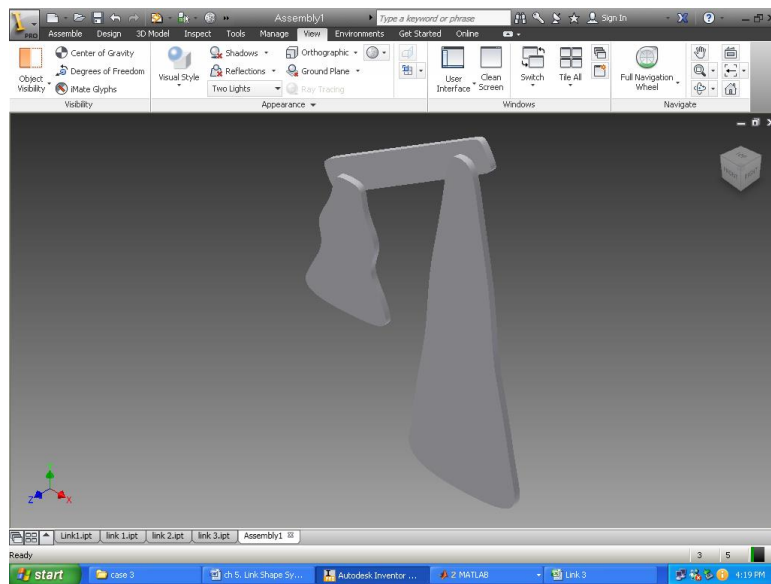 Assembly1
Type a keyword or phrase
Sign In
PRO
Assemble Design 3D Model Inspect Tools Manage View Environments Get Started Online
Center of Gravity
Degrees of Freedom
iMate Glyphs
Object Visibility
Visibility
Visual Style
Shadows
Reflections
Two Lights
Orthographic
Ground Plane
Ray Tracing
Appearance
User Interface
Clean Screen
Switch
Tile All
Windows
Full Navigation Wheel
Navigate
Z
X
Link1.ipt link 1.ipt link 2.ipt link 3.ipt Assembly1
Ready
3 5
start case 3 ch 5. Link Shape Sy... Autodesk Inventor ... 2 MATLAB Link 3 4:19 PM